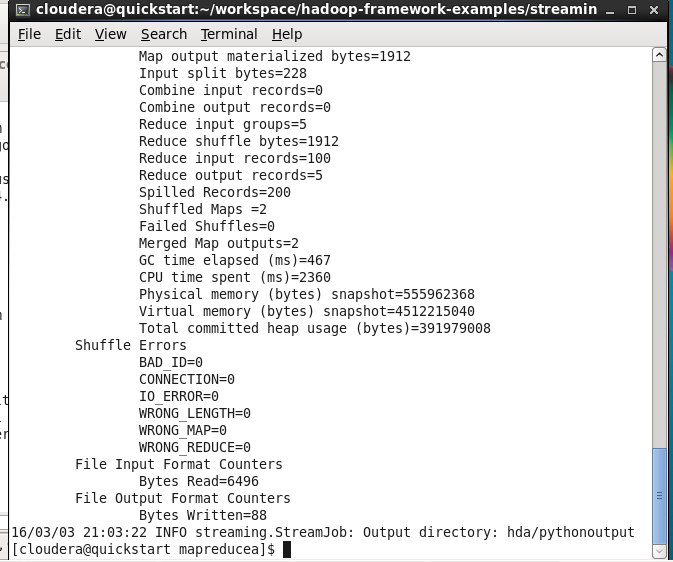 cloudera@quickstart:~/workspace/hadoop-framework-examples/streamin
File Edit View Search Terminal Help
Map output materialized bytes=1912
Input split bytes=228
Combine input records=0
Combine output records=0
Reduce input groups=5
Reduce shuffle bytes=1912
Reduce input records=100
Reduce output records=5
Spilled Records=200
Shuffled Maps =2
Failed Shuffles=0
Merged Map outputs=2
GC time elapsed (ms)=467
CPU time spent (ms)=2360
Physical memory (bytes) snapshot=555962368
Virtual memory (bytes) snapshot=4512215040
Total committed heap usage (bytes)=391979008
Shuffle Errors
BAD_ID=0
CONNECTION=0
IO_ERROR=0
WRONG_LENGTH=0
WRONG_MAP=0
WRONG_REDUCE=0
File Input Format Counters
Bytes Read=6496
File Output Format Counters
Bytes Written=88
16/03/03 21:03:22 INFO streaming.StreamJob: Output directory: hda/pythonoutput
[cloudera@quickstart mapreducea]$